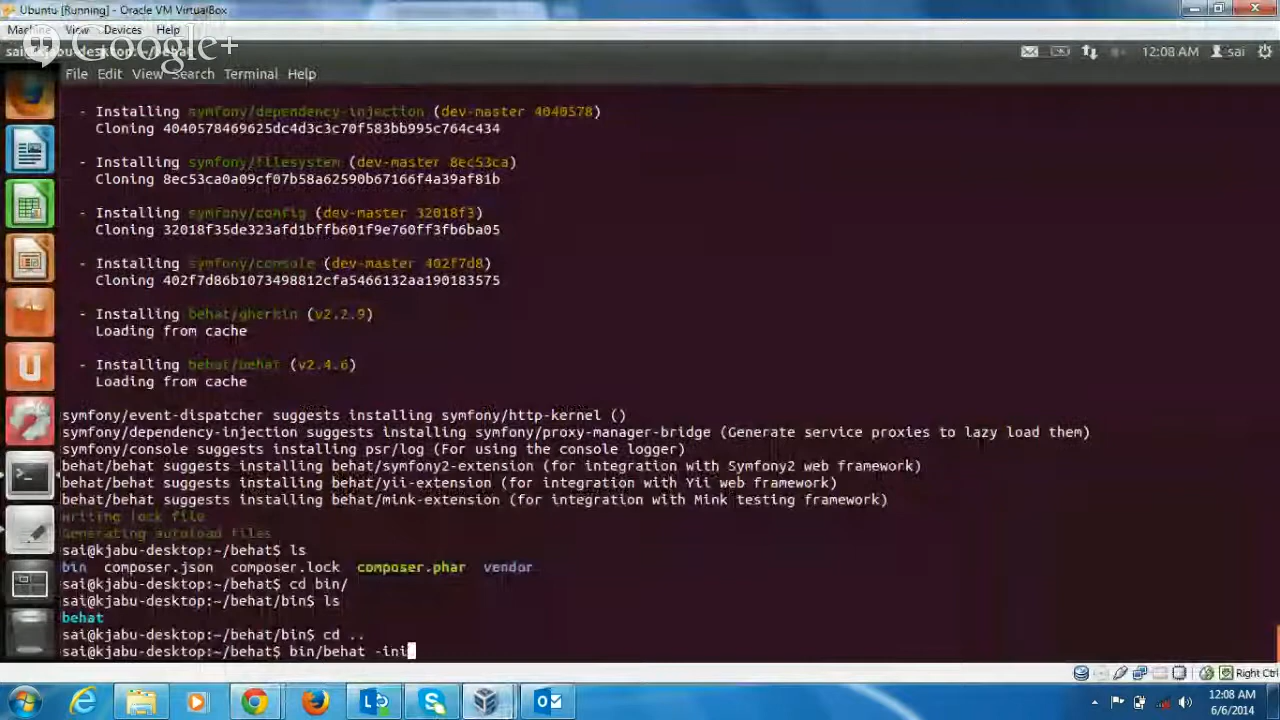 Ubuntu [Running] - Oracle VM VirtualBox
Machine View Devices Help
Google+
sai@kjabu-desktop: ~/behat
12:08 AM sai
File Edit View Search Terminal Help
- Installing symfony/dependency-injection (dev-master 4040578)
Cloning 4040578469625dc4d3c3c70f583bb995c764c434
- Installing symfony/filesystem (dev-master 8ec53ca)
Cloning 8ec53ca0a09cf07b58a62590b67166f4a39af81b
- Installing symfony/config (dev-master 32018f3)
Cloning 32018f35de323afd1bffb601f9e760ff3fb6ba05
- Installing symfony/console (dev-master 402f7d8)
Cloning 402f7d86b1073498812cfa5466132aa190183575
- Installing behat/gherkin (v2.2.9)
Loading from cache
- Installing behat/behat (v2.4.6)
Loading from cache
symfony/event-dispatcher suggests installing symfony/http-kernel ()
symfony/dependency-injection suggests installing symfony/proxy-manager-bridge (Generate service proxies to lazy load them)
symfony/console suggests installing psr/log (For using the console logger)
behat/behat suggests installing behat/symfony2-extension (for integration with Symfony2 web framework)
behat/behat suggests installing behat/yii-extension (for integration with Yii web framework)
behat/behat suggests installing behat/mink-extension (for integration with Mink testing framework)
Writing lock file
Generating autoload files
sai@kjabu-desktop:~/behat$ ls
bin composer.json composer.lock composer.phar vendor
sai@kjabu-desktop:~/behat$ cd bin/
sai@kjabu-desktop:~/behat/bin$ ls
behat
sai@kjabu-desktop:~/behat/bin$ cd ..
sai@kjabu-desktop:~/behat$ bin/behat -ini
Right Ctrl
12:08 AM
6/6/2014